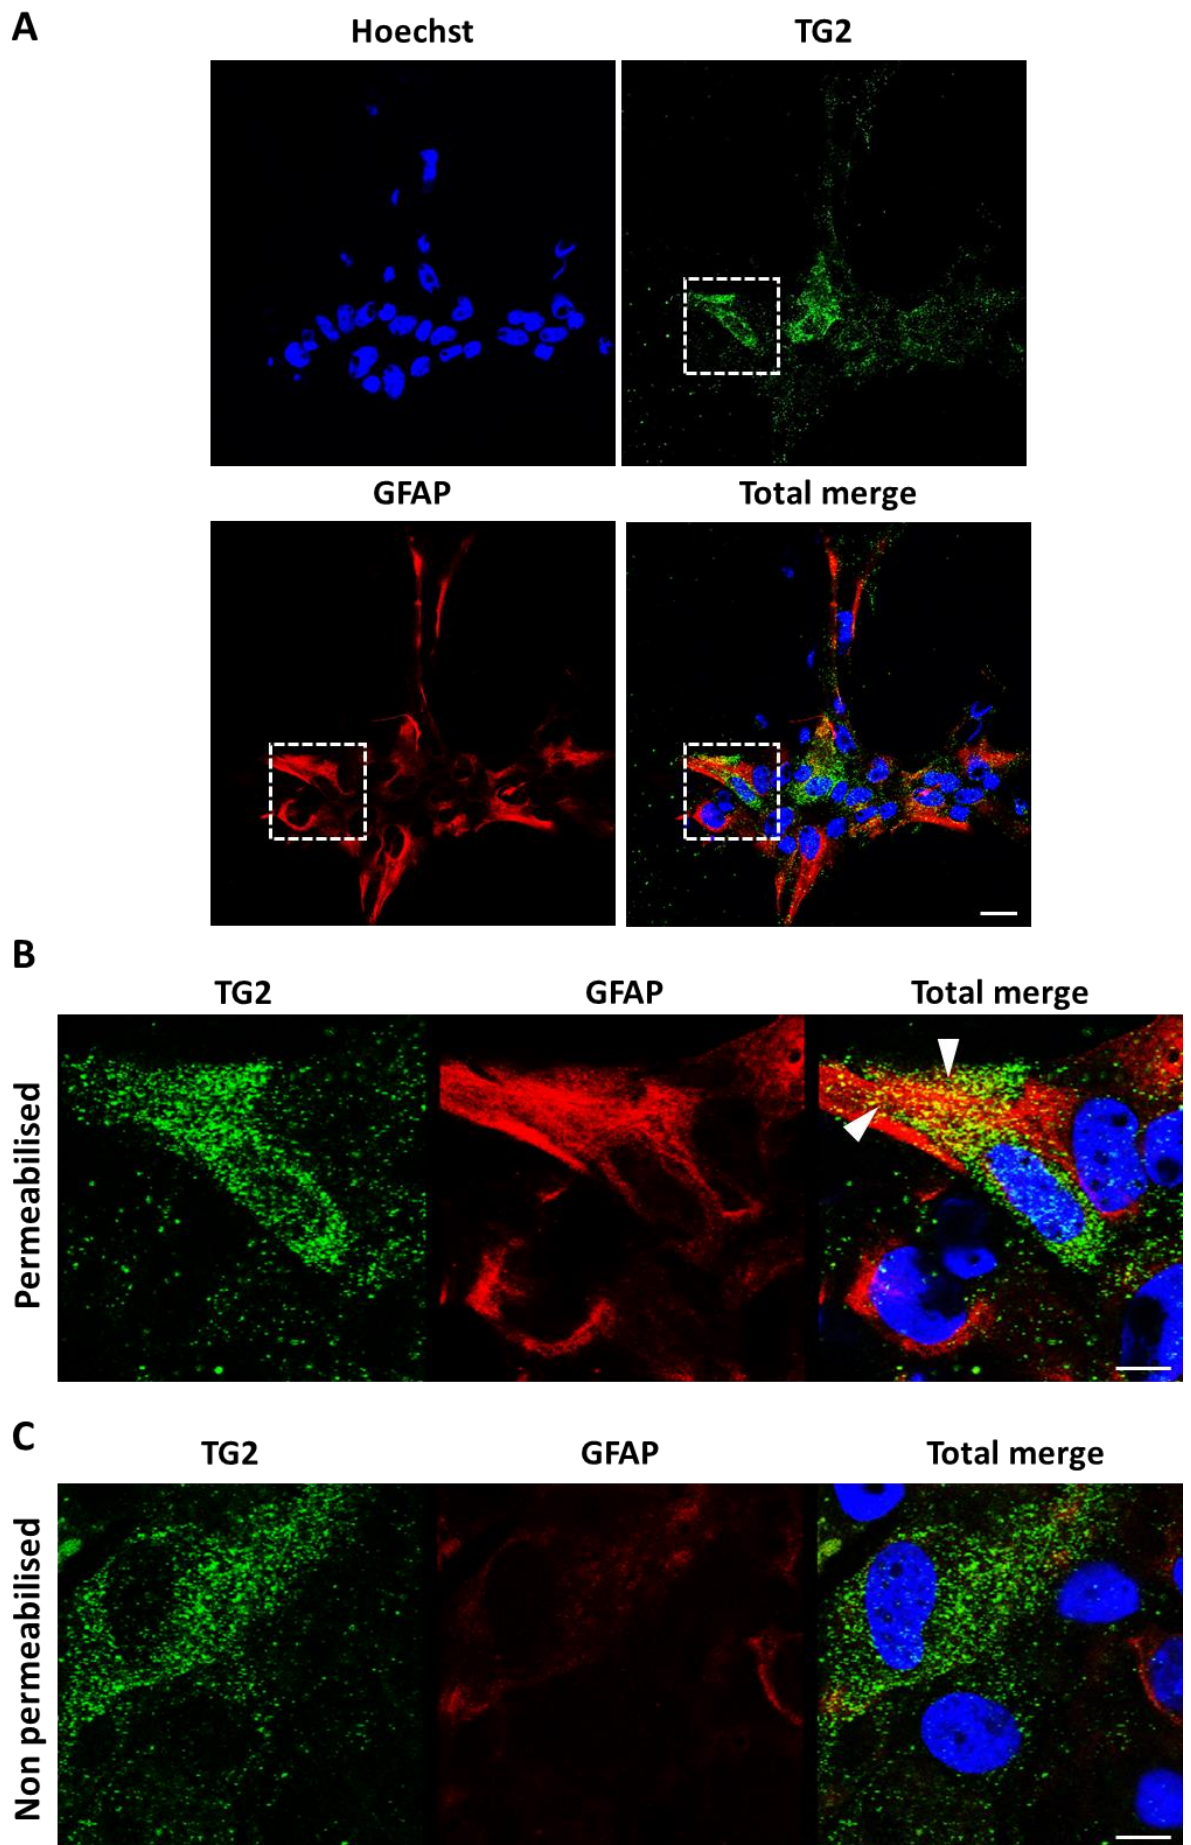 A
Hoechst TG2
GFAP Total merge
B
TG2 GFAP Total merge
Permeabilised
C
TG2 GFAP Total merge
Non permeabilised